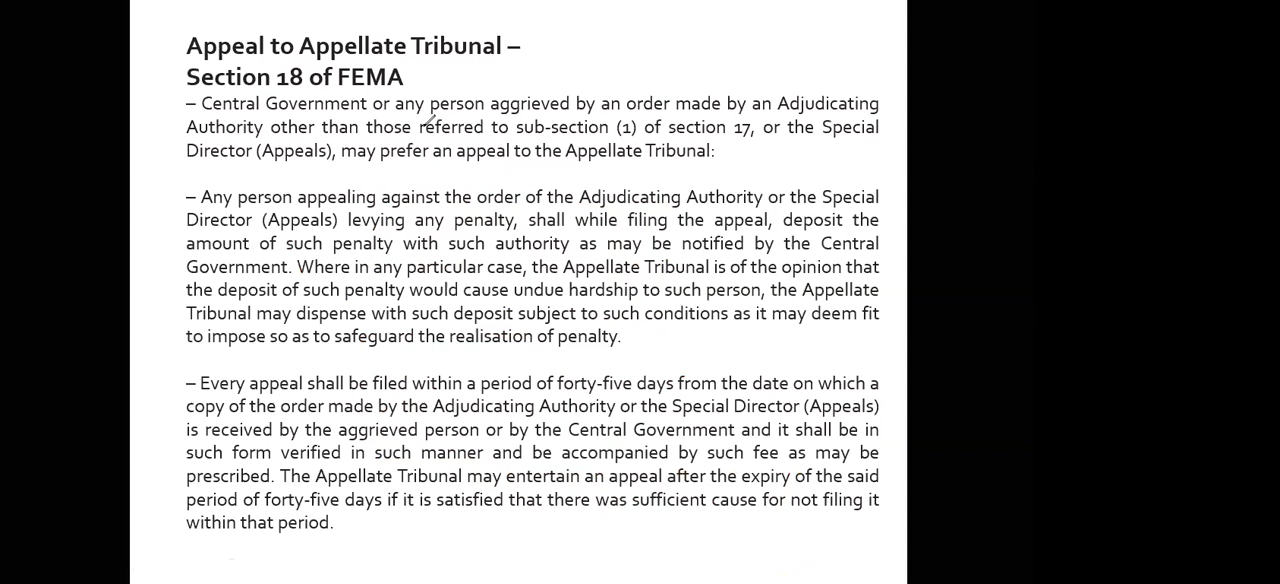 Appeal to Appellate Tribunal –
Section 18 of FEMA
– Central Government or any person aggrieved by an order made by an Adjudicating
Authority other than those referred to sub-section (1) of section 17, or the Special
Director (Appeals), may prefer an appeal to the Appellate Tribunal:
– Any person appealing against the order of the Adjudicating Authority or the Special
Director (Appeals) levying any penalty, shall while filing the appeal, deposit the
amount of such penalty with such authority as may be notified by the Central
Government. Where in any particular case, the Appellate Tribunal is of the opinion that
the deposit of such penalty would cause undue hardship to such person, the Appellate
Tribunal may dispense with such deposit subject to such conditions as it may deem fit
to impose so as to safeguard the realisation of penalty.
– Every appeal shall be filed within a period of forty-five days from the date on which a
copy of the order made by the Adjudicating Authority or the Special Director (Appeals)
is received by the aggrieved person or by the Central Government and it shall be in
such form verified in such manner and be accompanied by such fee as may be
prescribed. The Appellate Tribunal may entertain an appeal after the expiry of the said
period of forty-five days if it is satisfied that there was sufficient cause for not filing it
within that period.